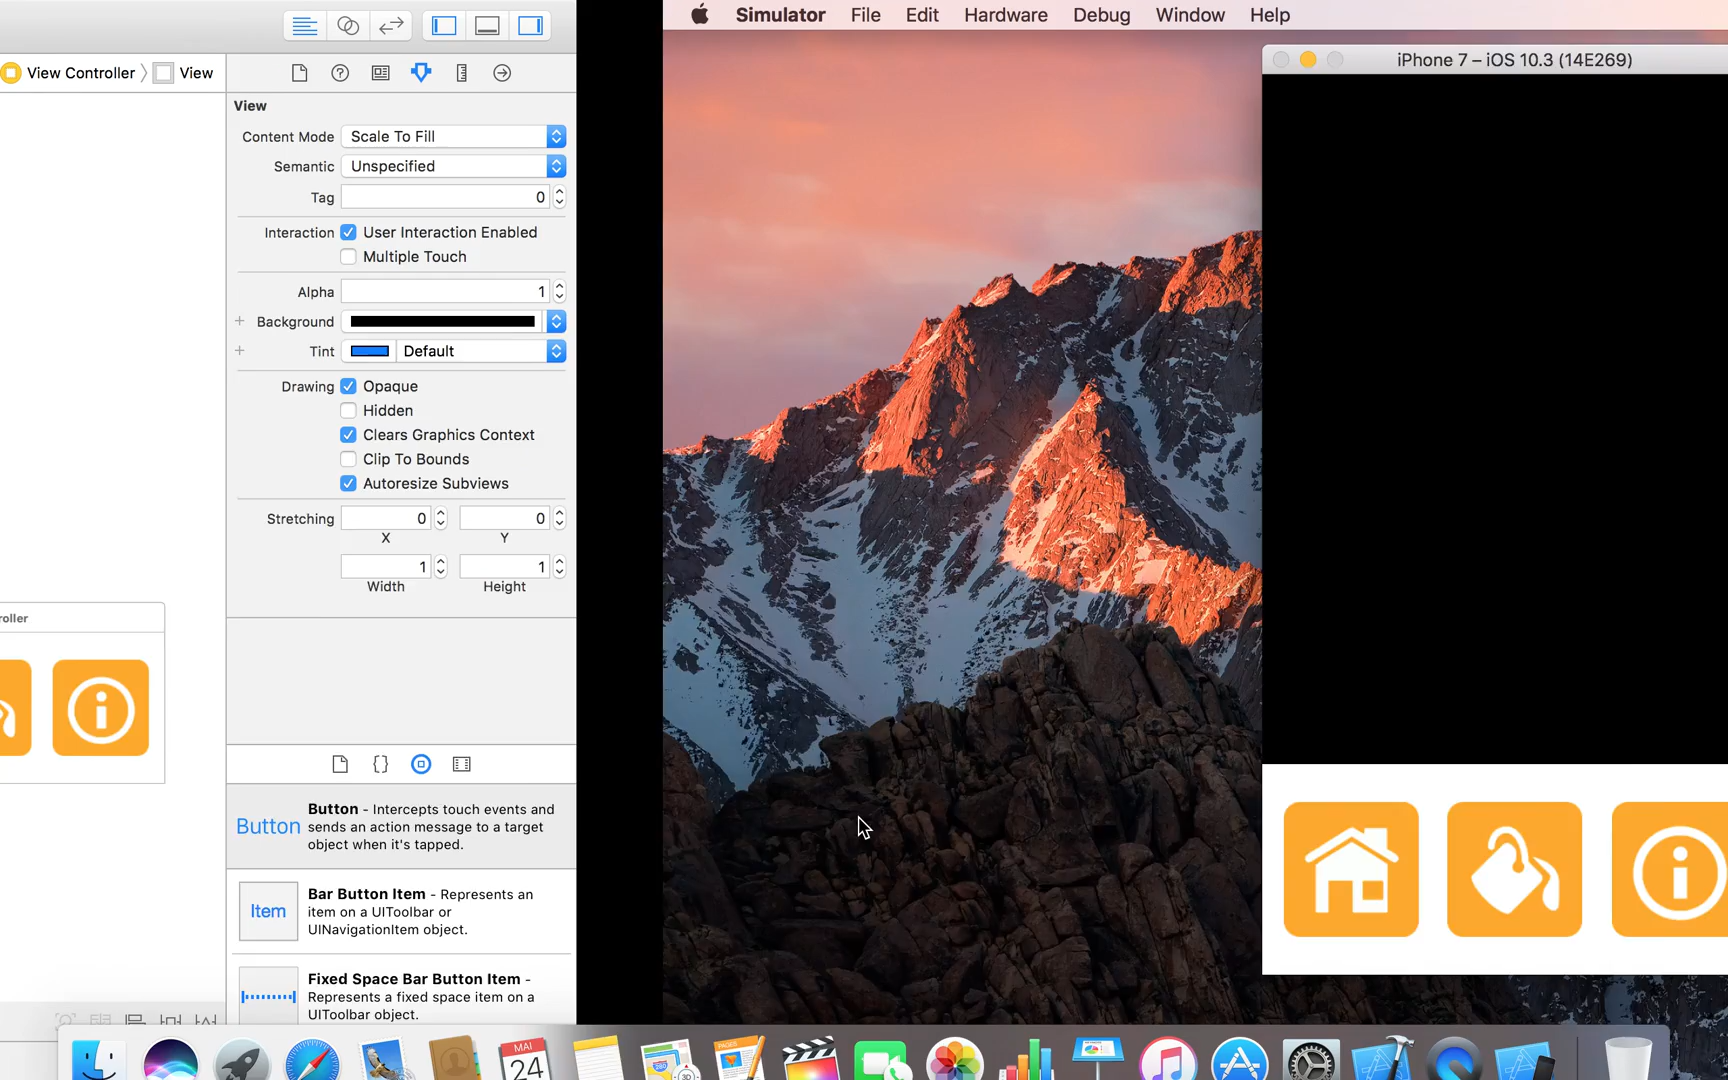 Simulator File Edit Hardware Debug Window Help
View Controller View
iPhone 7 – iOS 10.3 (14E269)
View
Content Mode Scale To Fill
Semantic Unspecified
Tag 0
Interaction User Interaction Enabled
Multiple Touch
Alpha 1
Background
Tint Default
Drawing Opaque
Hidden
Clears Graphics Context
Clip To Bounds
Autoresize Subviews
Stretching 0 0
X Y
1 1
Width Height
roller
Button
Button - Intercepts touch events and
sends an action message to a target
object when it's tapped.
Item
Bar Button Item - Represents an
item on a UIToolbar or
UINavigationItem object.
Fixed Space Bar Button Item -
Represents a fixed space item on a
UIToolbar object.
MAI
24
PAGES
280
3D